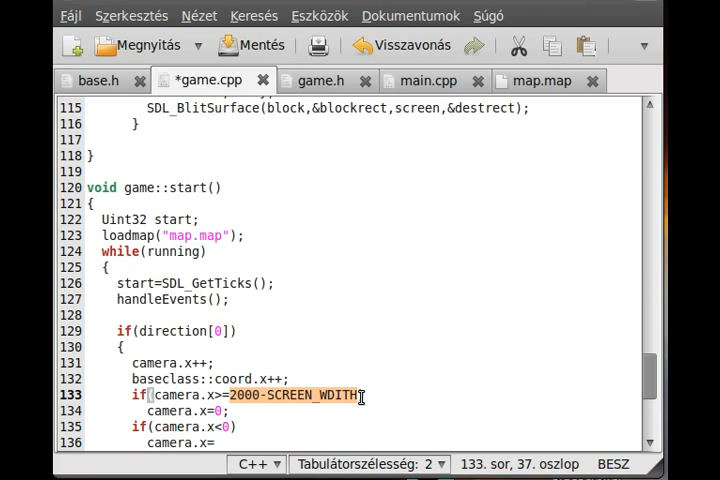 Fájl Szerkesztés Nézet Keresés Eszközök Dokumentumok Súgó
Megnyitás Mentés Visszavonás
base.h *game.cpp game.h main.cpp map.map
115 SDL_BlitSurface(block,&blockrect,screen,&destrect);
116 }
117
118 }
119
120 void game::start()
121 {
122 Uint32 start;
123 loadmap("map.map");
124 while(running)
125 {
126 start=SDL_GetTicks();
127 handleEvents();
128
129 if(direction[0])
130 {
131 camera.x++;
132 baseclass::coord.x++;
133 if(camera.x>=2000-SCREEN_WDITH
134 camera.x=0;
135 if(camera.x<0)
136 camera.x=
C++ Tabulátorszélesség: 2 133. sor, 37. oszlop BESZ